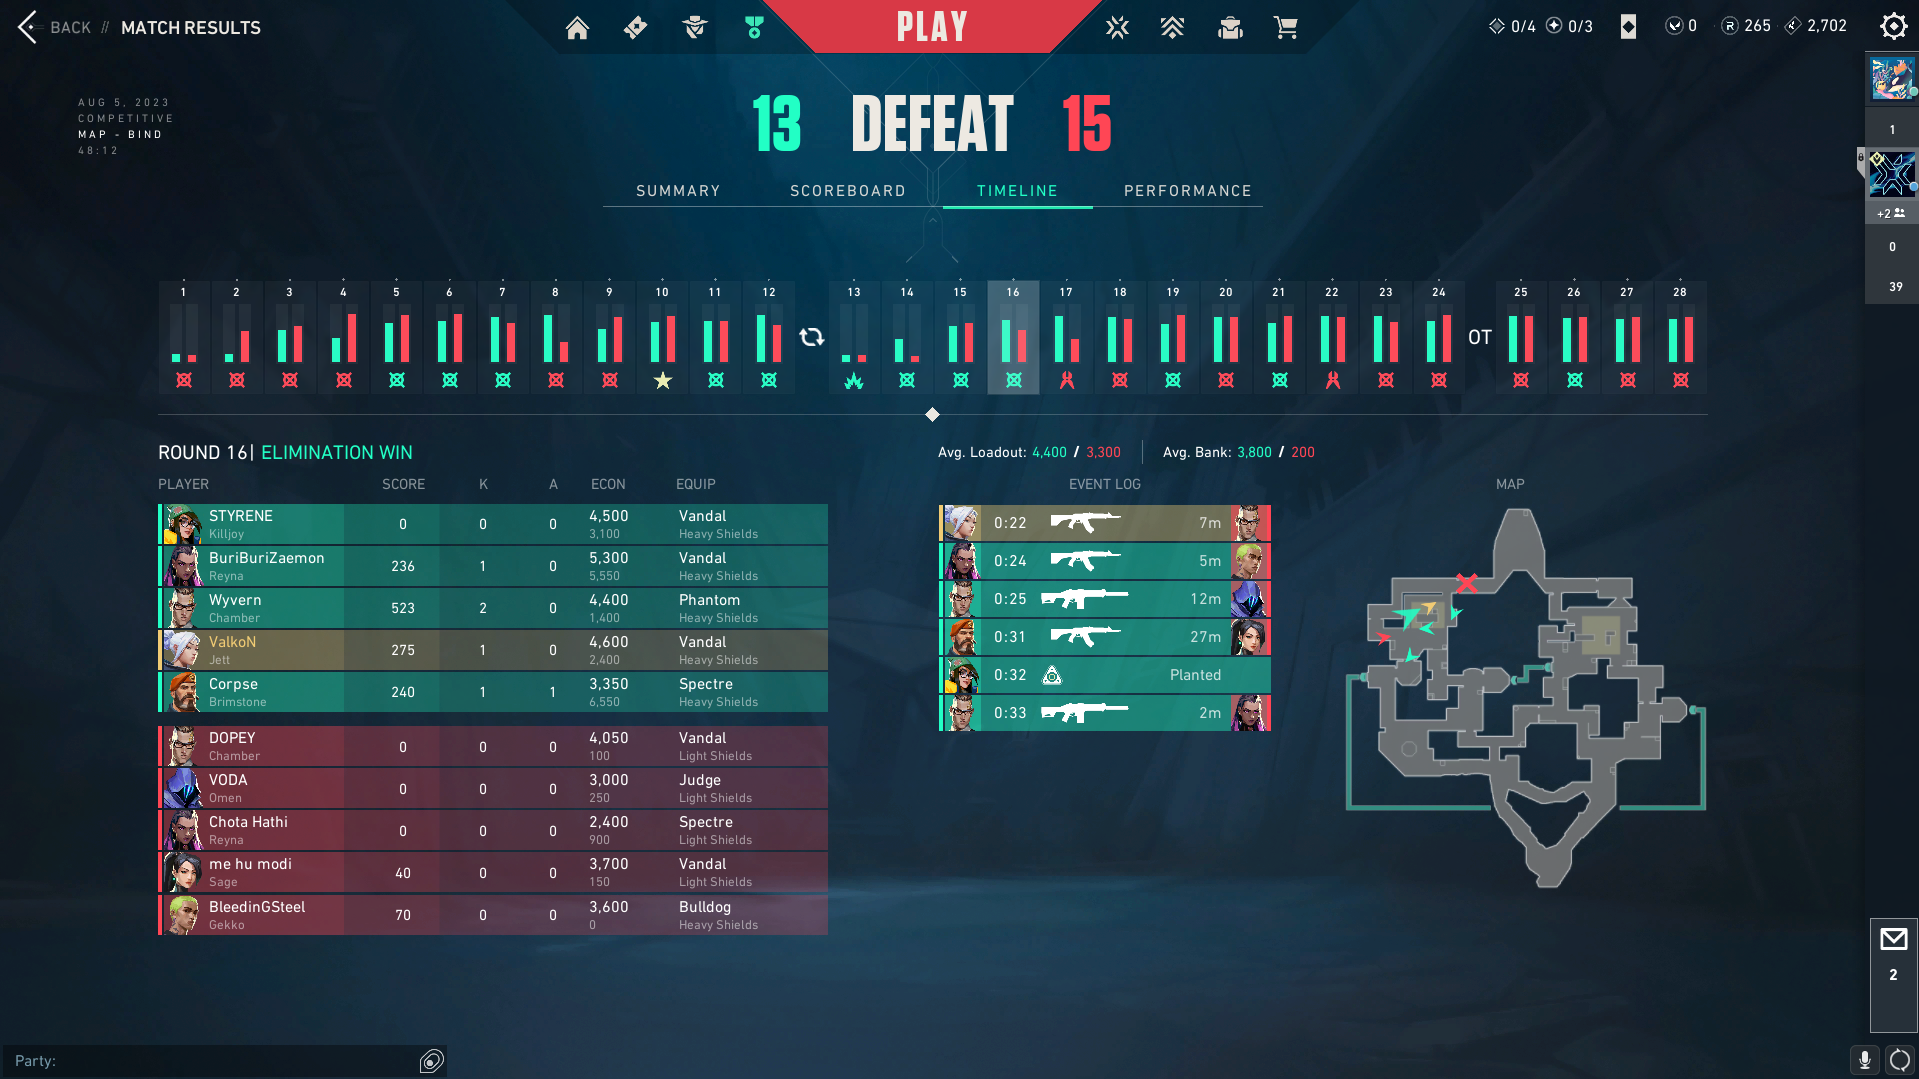 BACK // MATCH RESULTS
PLAY
0/4 0/3 0 265 2,702
AUG 5, 2023
COMPETITIVE
MAP - BIND
48:12
13 DEFEAT 15
SUMMARY SCOREBOARD TIMELINE PERFORMANCE
1
+2
0
39
1 2 3 4 5 6 7 8 9 10 11 12 13 14 15 16 17 18 19 20 21 22 23 24 25 26 27 28
OT
ROUND 16| ELIMINATION WIN
Avg. Loadout: 4,400 / 3,300 Avg. Bank: 3,800 / 200
PLAYER SCORE K A ECON EQUIP
STYRENE 0 0 0 4,500 Vandal
Killjoy 3,100 Heavy Shields
BuriBuriZaemon 236 1 0 5,300 Vandal
Reyna 5,550 Heavy Shields
Wyvern 523 2 0 4,400 Phantom
Chamber 1,400 Heavy Shields
ValkoN 275 1 0 4,600 Vandal
Jett 2,400 Heavy Shields
Corpse 240 1 1 3,350 Spectre
Brimstone 6,550 Heavy Shields
DOPEY 0 0 0 4,050 Vandal
Chamber 100 Light Shields
VODA 0 0 0 3,000 Judge
Omen 250 Light Shields
Chota Hathi 0 0 0 2,400 Spectre
Reyna 900 Light Shields
me hu modi 40 0 0 3,700 Vandal
Sage 150 Light Shields
BleedinGSteel 70 0 0 3,600 Bulldog
Gekko 0 Heavy Shields
EVENT LOG
0:22 7m
0:24 5m
0:25 12m
0:31 27m
0:32 Planted
0:33 2m
MAP
2
Party: